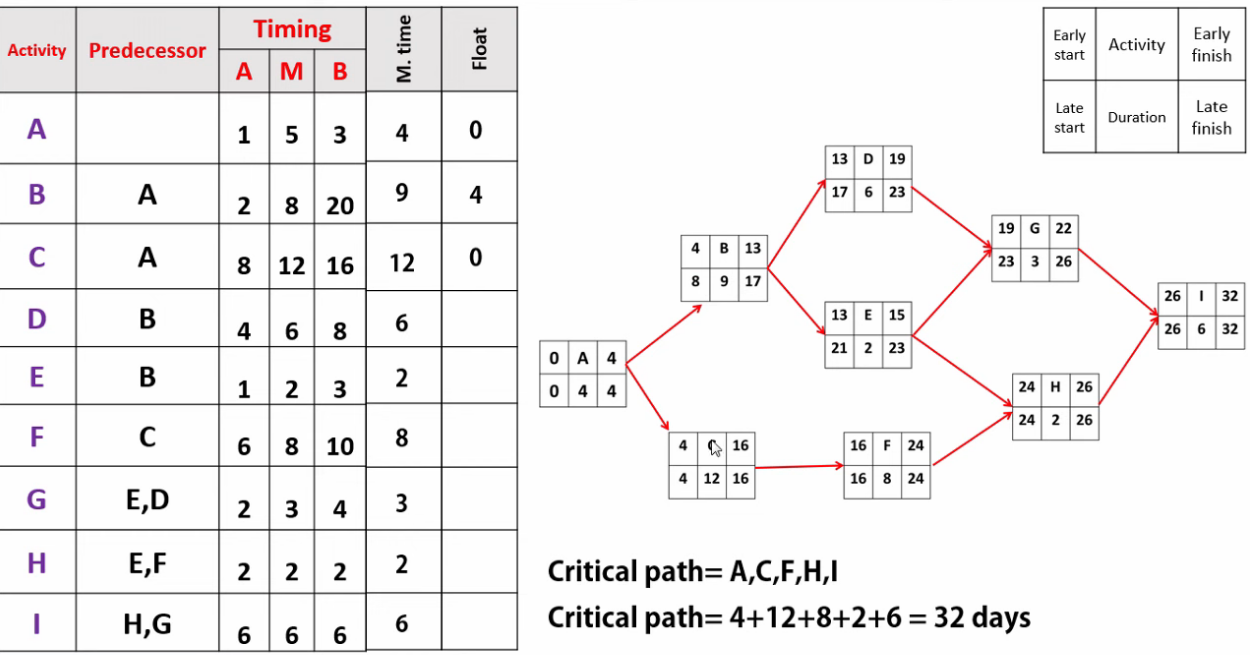 Activity Predecessor Timing M. time Float
A M B
A 1 5 3 4 0
B A 2 8 20 9 4
C A 8 12 16 12 0
D B 4 6 8 6
E B 1 2 3 2
F C 6 8 10 8
G E,D 2 3 4 3
H E,F 2 2 2 2
I H,G 6 6 6 6
Early start Activity Early finish
Late start Duration Late finish
13 D 19
17 6 23
19 G 22
23 3 26
4 B 13
8 9 17
26 I 32
26 6 32
13 E 15
21 2 23
0 A 4
0 4 4
24 H 26
24 2 26
4 16
4 12 16
16 F 24
16 8 24
Critical path= A,C,F,H,I
Critical path= 4+12+8+2+6 = 32 days